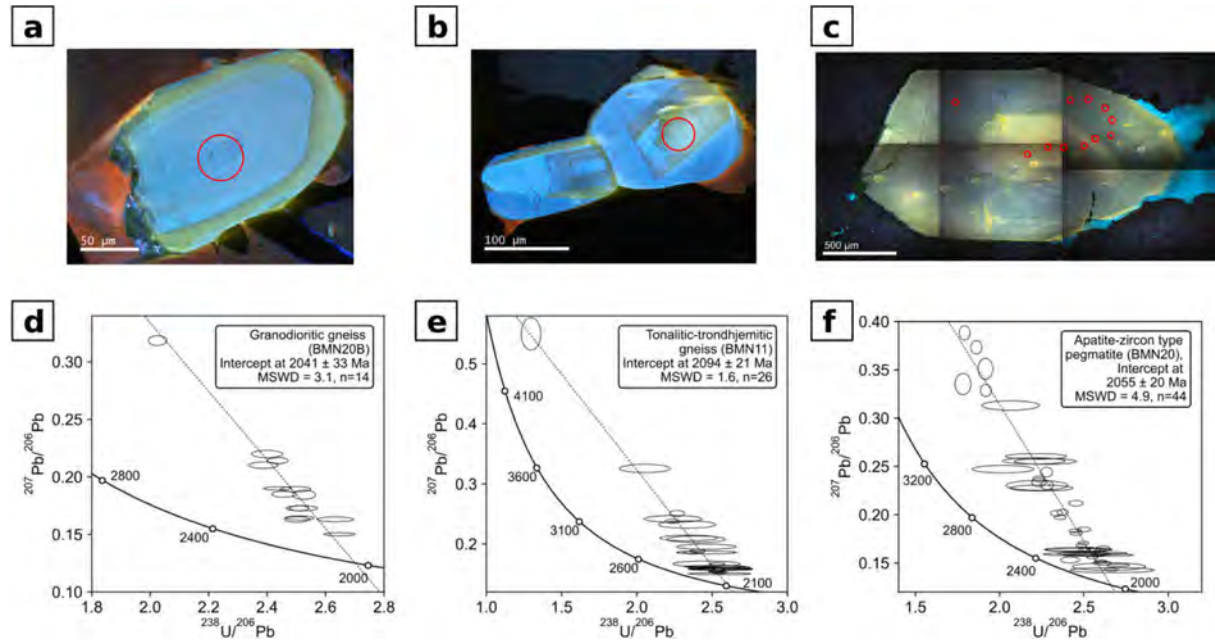 a
b
c
50 µm
100 µm
500 µm
d
Granodioritic gneiss
(BMN20B)
Intercept at 2041 ± 33 Ma
MSWD = 3.1, n=14
0.30
0.25
0.20
0.15
0.10
2800
2400
2000
1.8 2.0 2.2 2.4 2.6 2.8
²⁰⁷Pb/²⁰⁶Pb
²³⁸U/²⁰⁶Pb
e
Tonalitic-trondhjemitic
gneiss (BMN11)
Intercept at 2094 ± 21 Ma
MSWD = 1.6, n=26
0.5
0.4
0.3
0.2
4100
3600
3100
2600
2100
1.0 1.5 2.0 2.5 3.0
²⁰⁷Pb/²⁰⁶Pb
²³⁸U/²⁰⁶Pb
f
Apatite-zircon type
pegmatite (BMN20),
Intercept at
2055 ± 20 Ma
MSWD = 4.9, n=44
0.40
0.35
0.30
0.25
0.20
0.15
3200
2800
2400
2000
1.5 2.0 2.5 3.0
²⁰⁷Pb/²⁰⁶Pb
²³⁸U/²⁰⁶Pb